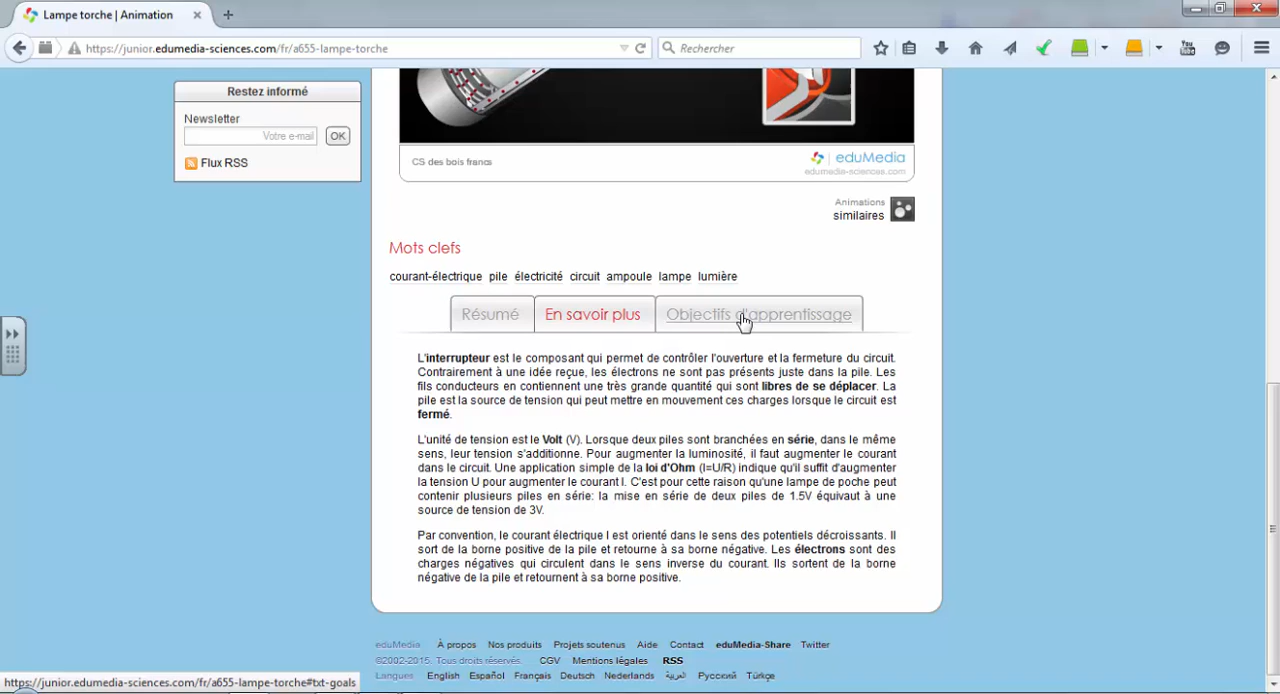 Lampe torche | Animation
https://junior.edumedia-sciences.com/fr/a655-lampe-torche
Rechercher
You
Restez informé
Newsletter
Votre e-mail
OK
Flux RSS
CS des bois francs
eduMedia
edumedia-sciences.com
Animations
similaires
Mots clefs
courant-électrique pile électricité circuit ampoule lampe lumière
Résumé En savoir plus Objectifs d'apprentissage
L'interrupteur est le composant qui permet de contrôler l'ouverture et la fermeture du circuit.
Contrairement à une idée reçue, les électrons ne sont pas présents juste dans la pile. Les
fils conducteurs en contiennent une très grande quantité qui sont libres de se déplacer. La
pile est la source de tension qui peut mettre en mouvement ces charges lorsque le circuit est
fermé.
L'unité de tension est le Volt (V). Lorsque deux piles sont branchées en série, dans le même
sens, leur tension s'additionne. Pour augmenter la luminosité, il faut augmenter le courant
dans le circuit. Une application simple de la loi d'Ohm (I=U/R) indique qu'il suffit d'augmenter
la tension U pour augmenter le courant I. C'est pour cette raison qu'une lampe de poche peut
contenir plusieurs piles en série: la mise en série de deux piles de 1.5V équivaut à une
source de tension de 3V.
Par convention, le courant électrique I est orienté dans le sens des potentiels décroissants. Il
sort de la borne positive de la pile et retourne à sa borne négative. Les électrons sont des
charges négatives qui circulent dans le sens inverse du courant. Ils sortent de la borne
négative de la pile et retournent à sa borne positive.
eduMedia À propos Nos produits Projets soutenus Aide Contact eduMedia-Share Twitter
©2002-2015. Tous droits réservés. CGV Mentions légales RSS
Langues English Español Français Deutsch Nederlands العربية Русский Türkçe
https://junior.edumedia-sciences.com/fr/a655-lampe-torche#txt-goals